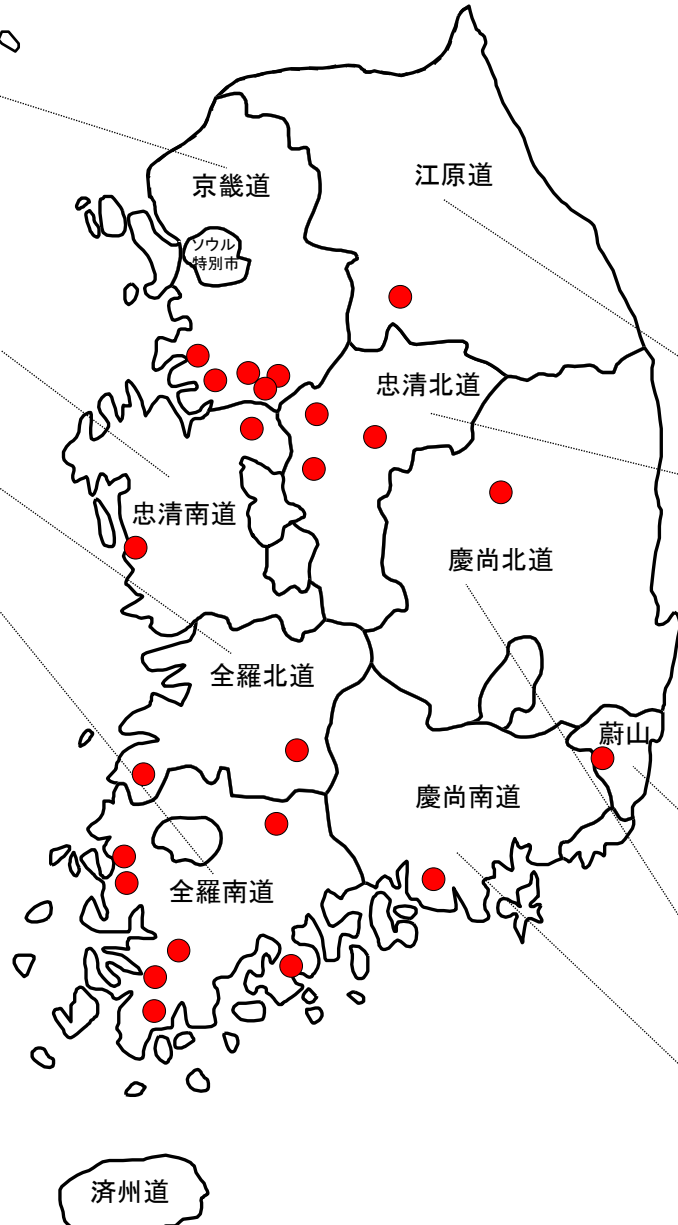 江原道
京畿道
ソウル
特別市
忠清北道
忠清南道
慶尚北道
全羅北道
蔚山
慶尚南道
全羅南道
済州道